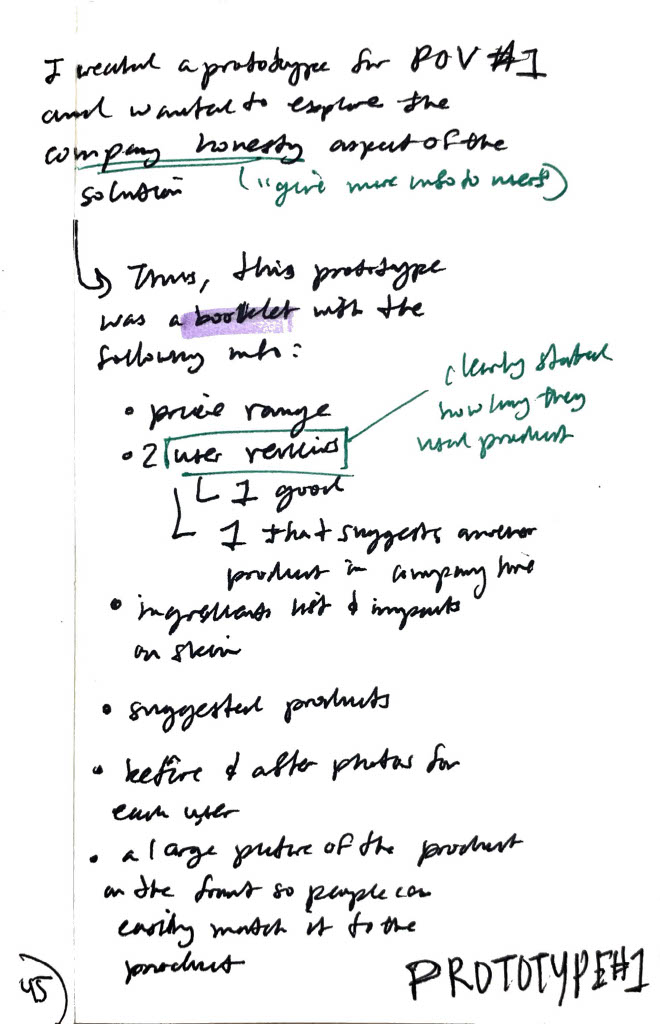 I created a prototype for POV #1
and wanted to explore the
company honesty aspect of the
solution ("give more info to users")
Thus, this prototype
was a booklet with the
following info:
• price range
• 2 user reviews
1 good
1 that suggests another
product in company line
clearly stated
how long they
used product
• ingredients list & impacts
on skin
• suggested products
• before & after photos for
each user
• a large picture of the product
on the front so people can
easily match it to the
product
45
PROTOTYPE #1